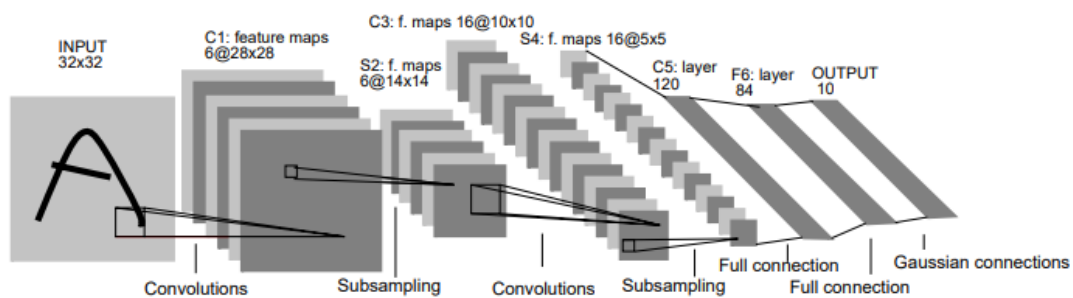 INPUT
32x32
C1: feature maps
6@28x28
S2: f. maps
6@14x14
C3: f. maps 16@10x10
S4: f. maps 16@5x5
C5: layer
120
F6: layer
84
OUTPUT
10
Convolutions
Subsampling
Convolutions
Subsampling
Full connection
Full connection
Gaussian connections